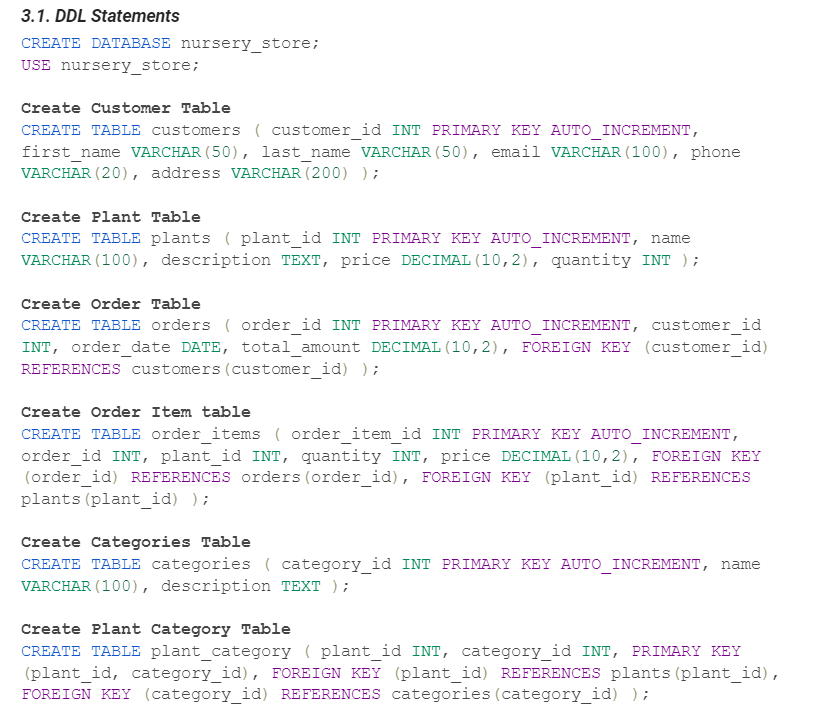 3.1. DDL Statements
CREATE DATABASE nursery_store;
USE nursery_store;
Create Customer Table
CREATE TABLE customers ( customer_id INT PRIMARY KEY AUTO_INCREMENT,
first_name VARCHAR(50), last_name VARCHAR(50), email VARCHAR(100), phone
VARCHAR(20), address VARCHAR(200) );
Create Plant Table
CREATE TABLE plants ( plant_id INT PRIMARY KEY AUTO_INCREMENT, name
VARCHAR(100), description TEXT, price DECIMAL(10,2), quantity INT );
Create Order Table
CREATE TABLE orders ( order_id INT PRIMARY KEY AUTO_INCREMENT, customer_id
INT, order_date DATE, total_amount DECIMAL(10,2), FOREIGN KEY (customer_id)
REFERENCES customers(customer_id) );
Create Order Item table
CREATE TABLE order_items ( order_item_id INT PRIMARY KEY AUTO_INCREMENT,
order_id INT, plant_id INT, quantity INT, price DECIMAL(10,2), FOREIGN KEY
(order_id) REFERENCES orders(order_id), FOREIGN KEY (plant_id) REFERENCES
plants(plant_id) );
Create Categories Table
CREATE TABLE categories ( category_id INT PRIMARY KEY AUTO_INCREMENT, name
VARCHAR(100), description TEXT );
Create Plant Category Table
CREATE TABLE plant_category ( plant_id INT, category_id INT, PRIMARY KEY
(plant_id, category_id), FOREIGN KEY (plant_id) REFERENCES plants(plant_id),
FOREIGN KEY (category_id) REFERENCES categories(category_id) );